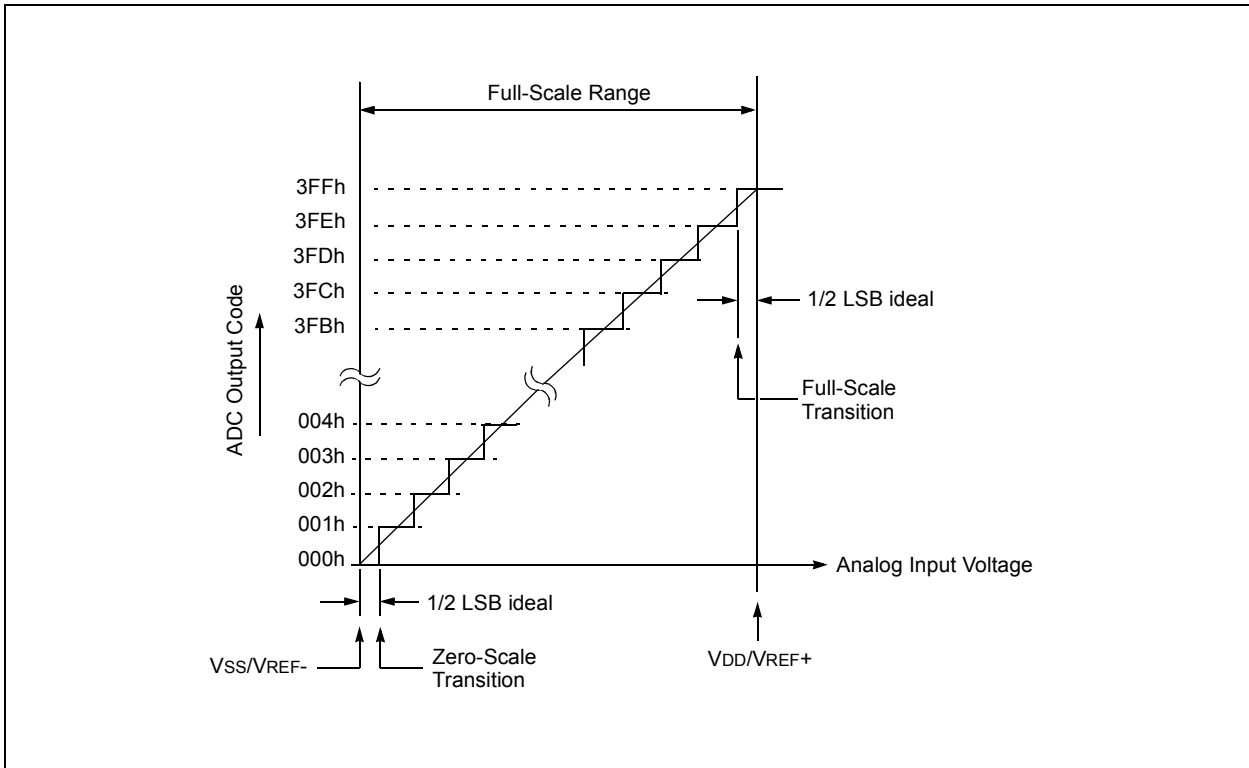 Full-Scale Range
3FFh
3FEh
3FDh
3FCh
3FBh
1/2 LSB ideal
Full-Scale
Transition
ADC Output Code
004h
003h
002h
001h
000h
Analog Input Voltage
1/2 LSB ideal
VSS/VREF-
Zero-Scale
Transition
VDD/VREF+